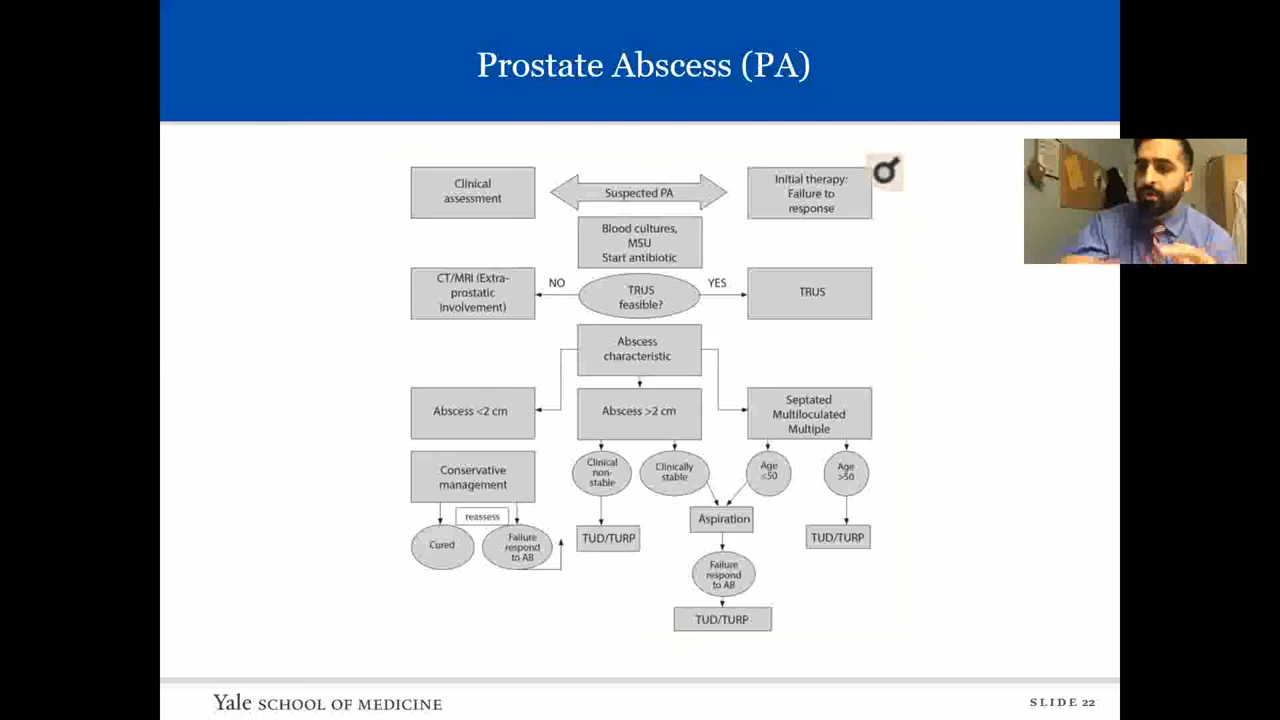 Prostate Abscess (PA)
Clinical
assessment
Suspected PA
Initial therapy:
Failure to
response
Blood cultures,
MSU
Start antibiotic
CT/MRI (Extra-
prostatic
involvement)
NO
TRUS
feasible?
YES
TRUS
Abscess
characteristic
Abscess <2 cm
Abscess >2 cm
Septated
Multiloculated
Multiple
Conservative
management
Clinical
non-
stable
Clinically
stable
Age
≤50
Age
>50
reassess
Cured
Failure
respond
to AB
TUD/TURP
Aspiration
TUD/TURP
Failure
respond
to AB
TUD/TURP
Yale SCHOOL OF MEDICINE
SLIDE 22